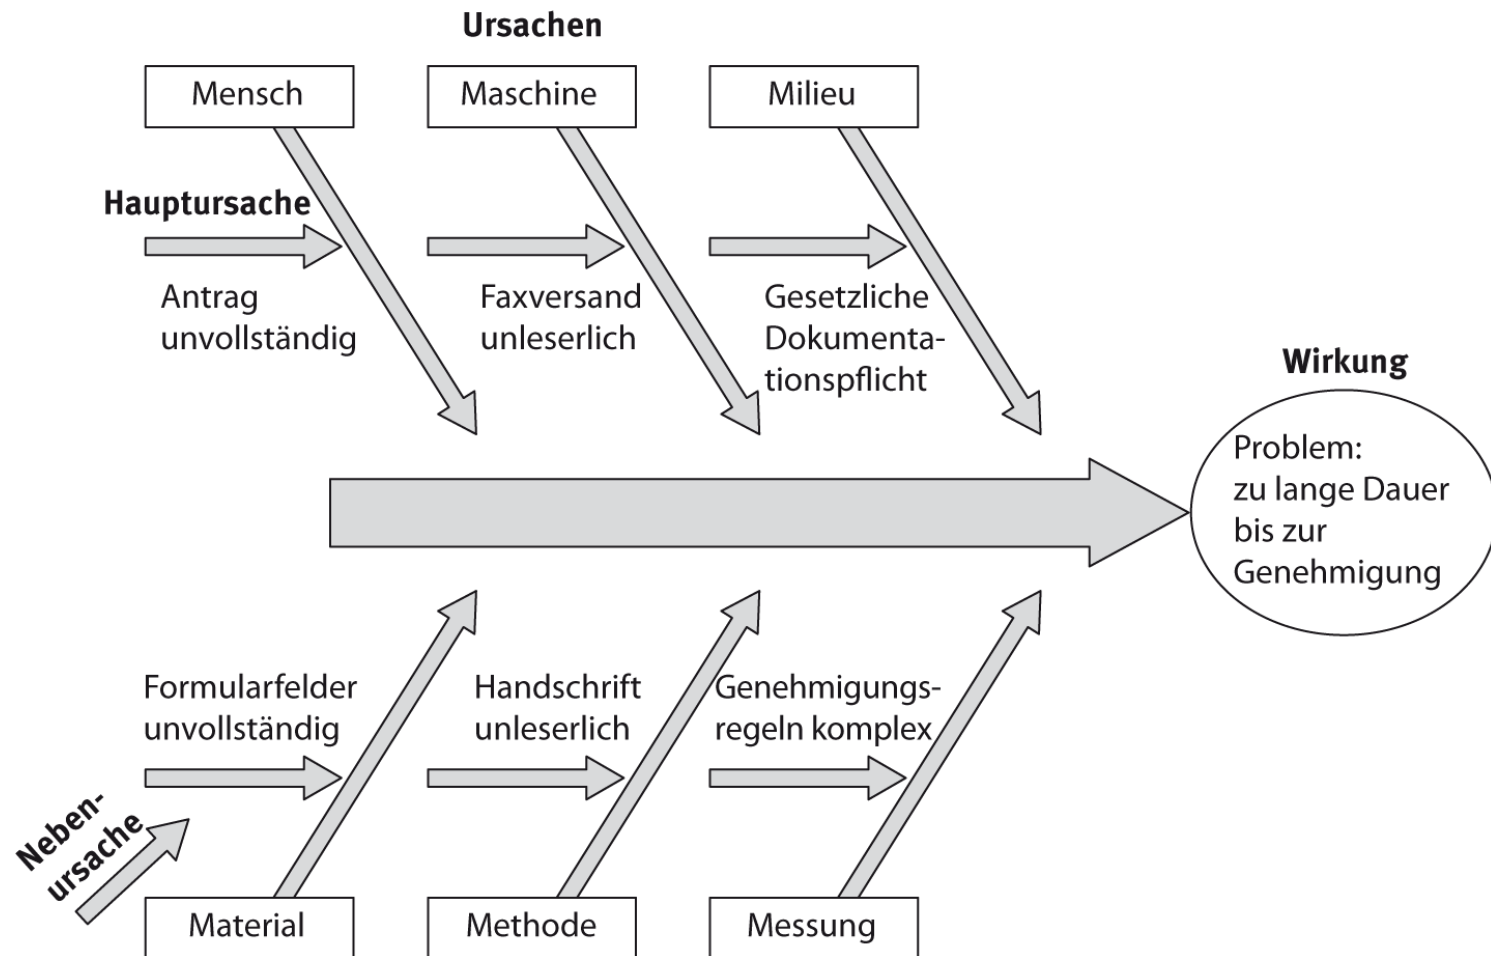 Ursachen
Mensch
Maschine
Milieu
Hauptursache
Antrag
unvollständig
Faxversand
unleserlich
Gesetzliche
Dokumenta-
tionspflicht
Wirkung
Problem:
zu lange Dauer
bis zur
Genehmigung
Formularfelder
unvollständig
Handschrift
unleserlich
Genehmigungs-
regeln komplex
Neben-
ursache
Material
Methode
Messung